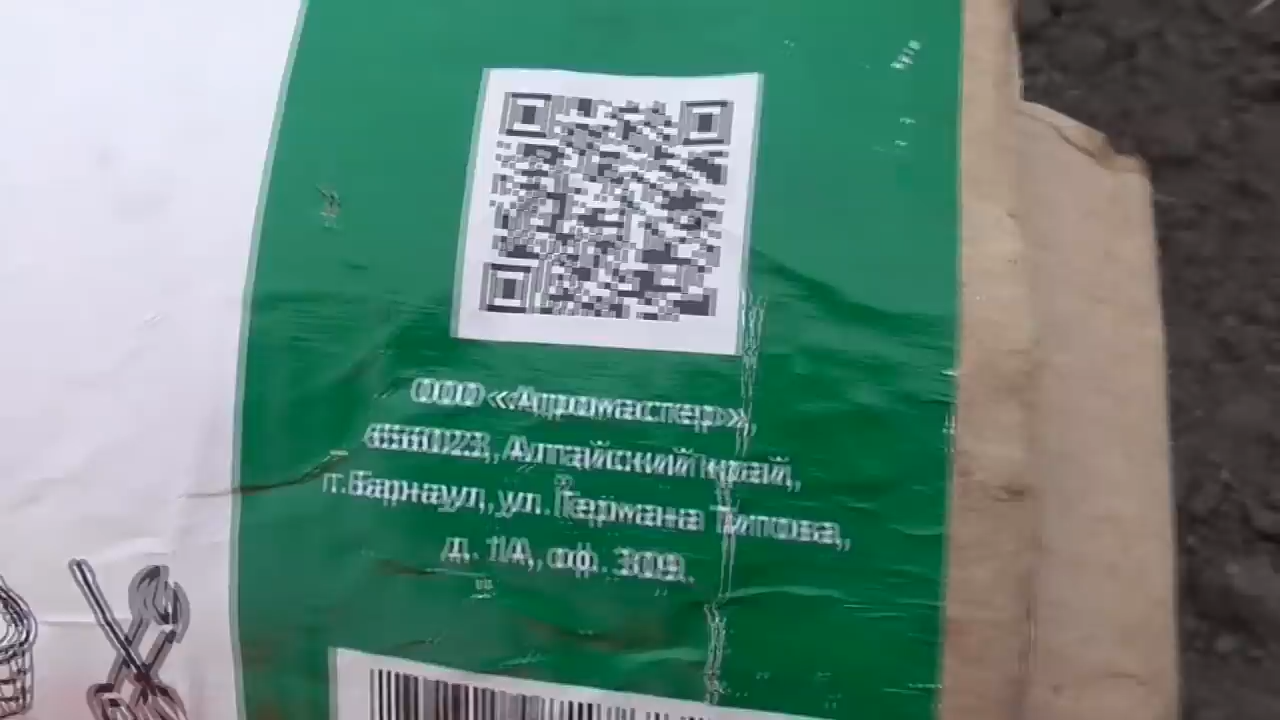 ООО «Агромастер»,
656023, Алтайский край,
г.Барнаул, ул. Германа Титова,
д. 1А, оф. 309.